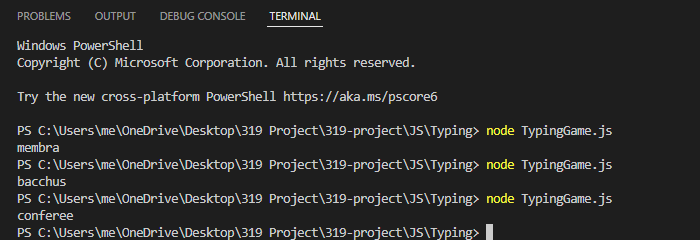 PROBLEMS OUTPUT DEBUG CONSOLE TERMINAL
Windows PowerShell
Copyright (C) Microsoft Corporation. All rights reserved.
Try the new cross-platform PowerShell https://aka.ms/pscore6
PS C:\Users\me\OneDrive\Desktop\319 Project\319-project\JS\Typing> node TypingGame.js
membra
PS C:\Users\me\OneDrive\Desktop\319 Project\319-project\JS\Typing> node TypingGame.js
bacchus
PS C:\Users\me\OneDrive\Desktop\319 Project\319-project\JS\Typing> node TypingGame.js
conferee
PS C:\Users\me\OneDrive\Desktop\319 Project\319-project\JS\Typing>